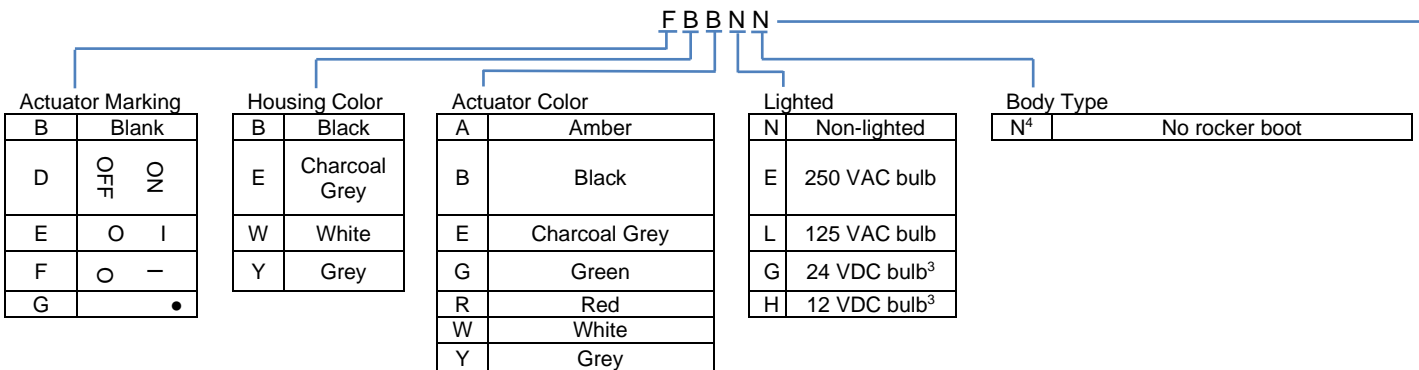 F B B N N
Actuator Marking
B Blank
D OFF ON
E O I
F O I
G ●
Housing Color
B Black
E Charcoal Grey
W White
Y Grey
Actuator Color
A Amber
B Black
E Charcoal Grey
G Green
R Red
W White
Y Grey
Lighted
N Non-lighted
E 250 VAC bulb
L 125 VAC bulb
G 24 VDC bulb³
H 12 VDC bulb³
Body Type
N⁴ No rocker boot